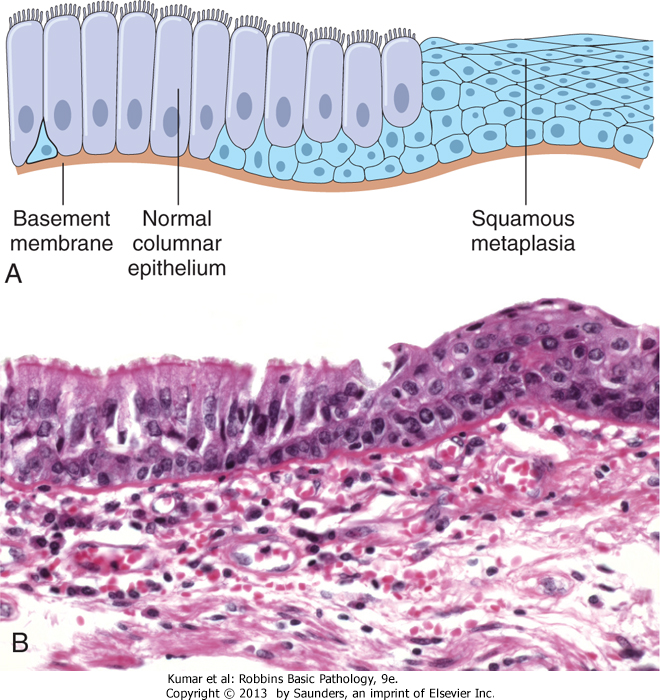 Basement
membrane
Normal
columnar
epithelium
Squamous
metaplasia
A
B
Kumar et al: Robbins Basic Pathology, 9e.
Copyright © 2013 by Saunders, an imprint of Elsevier Inc.